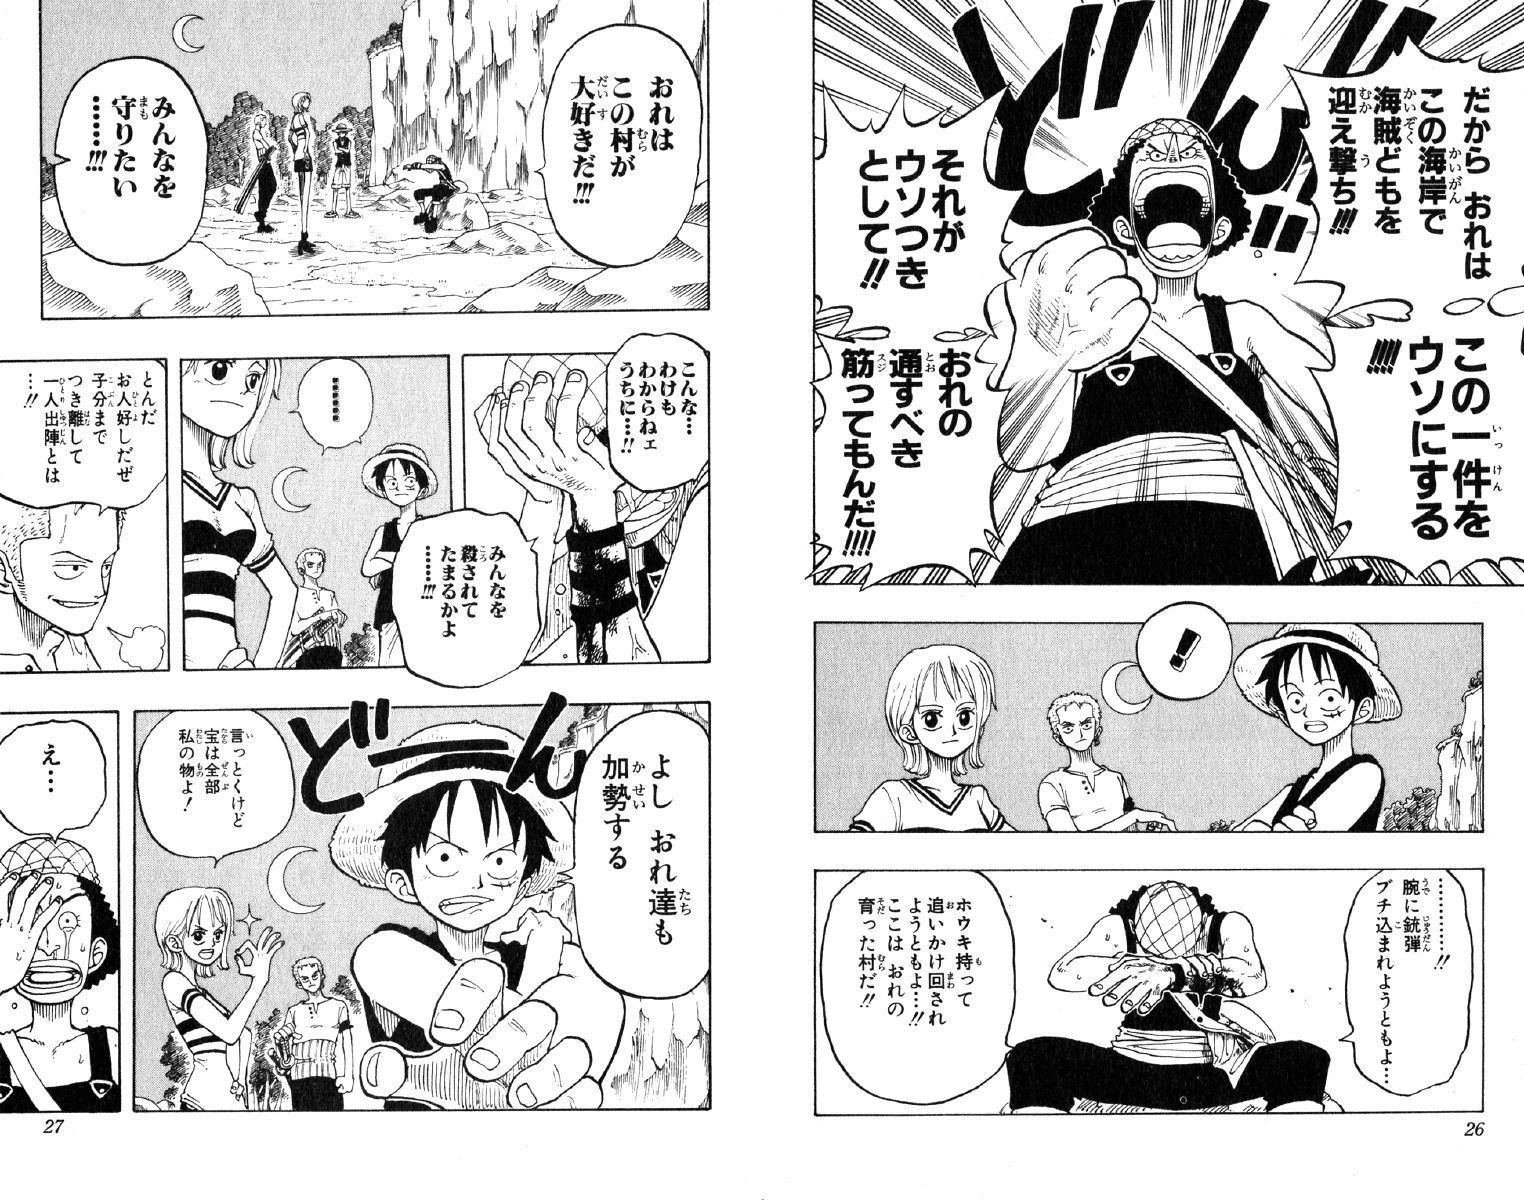 だから おれは
この海岸で
海賊どもを
迎え撃ち!!!
この一件を
ウソにする
!!!!!
それが
ウソつき
として!!
おれの
通すべき
筋ってもんだ!!!!
どん!!
!
………!!
腕に銃弾
ブチ込まれようともよ…
ホウキ持って
追いかけ回され
ようともよ…!!
ここは おれの
育った村だ!!
26
おれは
この村が
大好きだ!!!
みんなを
守りたい
……!!!
こんな…
わけも
わからねェ
うちに…!!
みんなを
殺されて
たまるかよ
……!!!
……
とんだ
お人好しだぜ
子分まで
つき離して
一人出陣とは
…!!
よし おれ達も
加勢する
どーん
言っとくけど
宝は全部
私の物よ!
え…
27